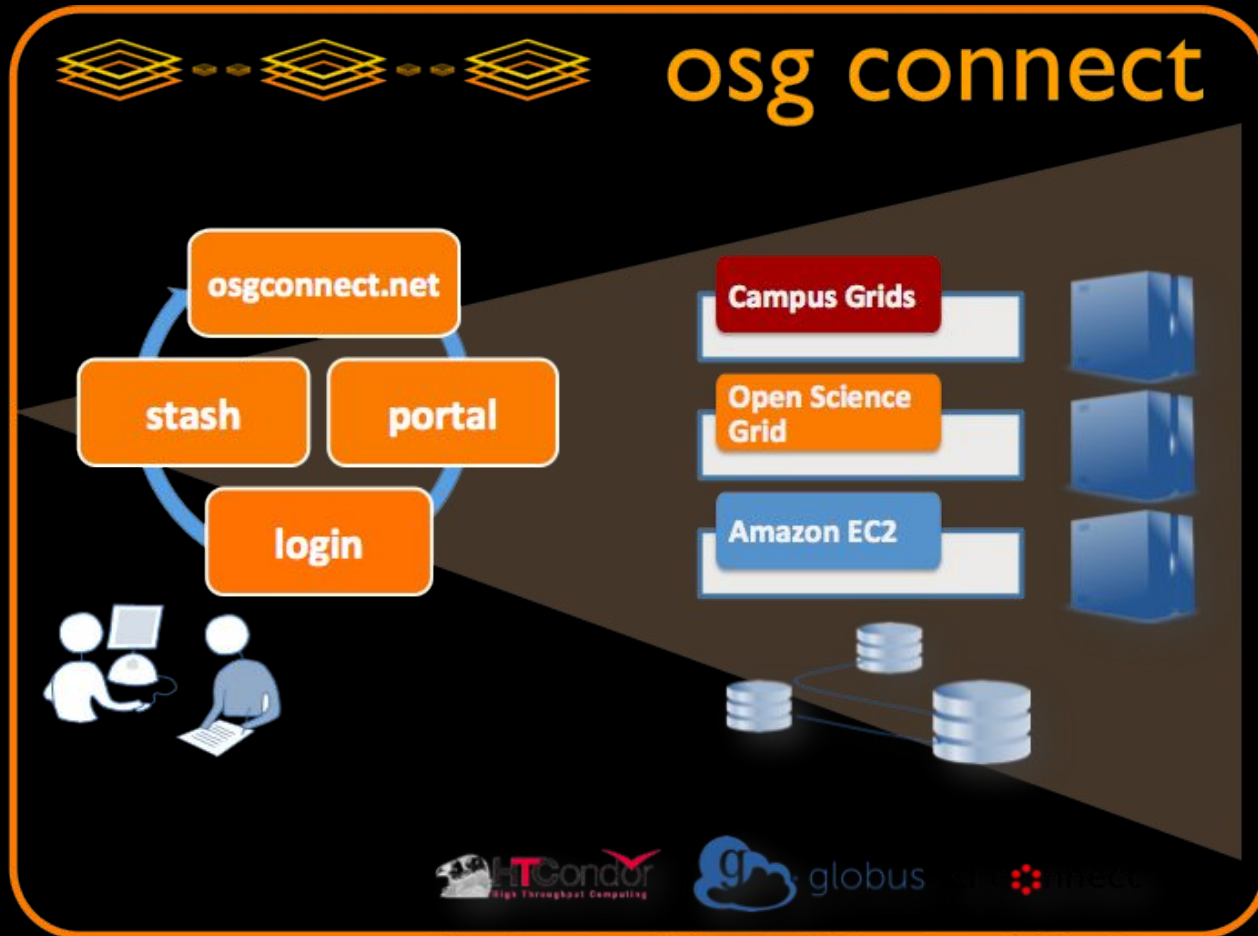 osg connect
osgconnect.net
stash
portal
login
Campus Grids
Open Science
Grid
Amazon EC2
HTCondor
High Throughput Computing
g
globus